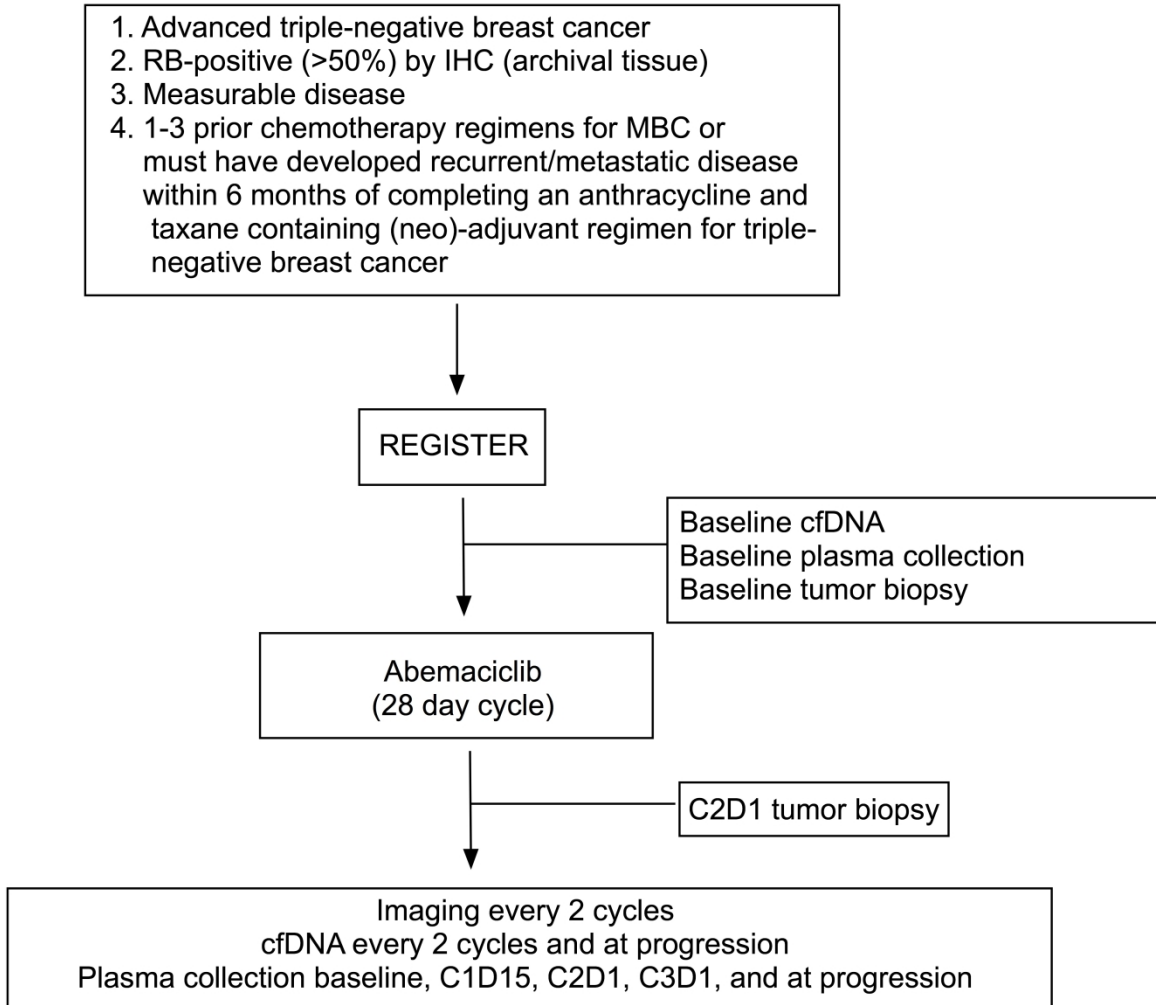 1. Advanced triple-negative breast cancer
2. RB-positive (>50%) by IHC (archival tissue)
3. Measurable disease
4. 1-3 prior chemotherapy regimens for MBC or
must have developed recurrent/metastatic disease
within 6 months of completing an anthracycline and
taxane containing (neo)-adjuvant regimen for triple-
negative breast cancer
REGISTER
Baseline cfDNA
Baseline plasma collection
Baseline tumor biopsy
Abemaciclib
(28 day cycle)
C2D1 tumor biopsy
Imaging every 2 cycles
cfDNA every 2 cycles and at progression
Plasma collection baseline, C1D15, C2D1, C3D1, and at progression